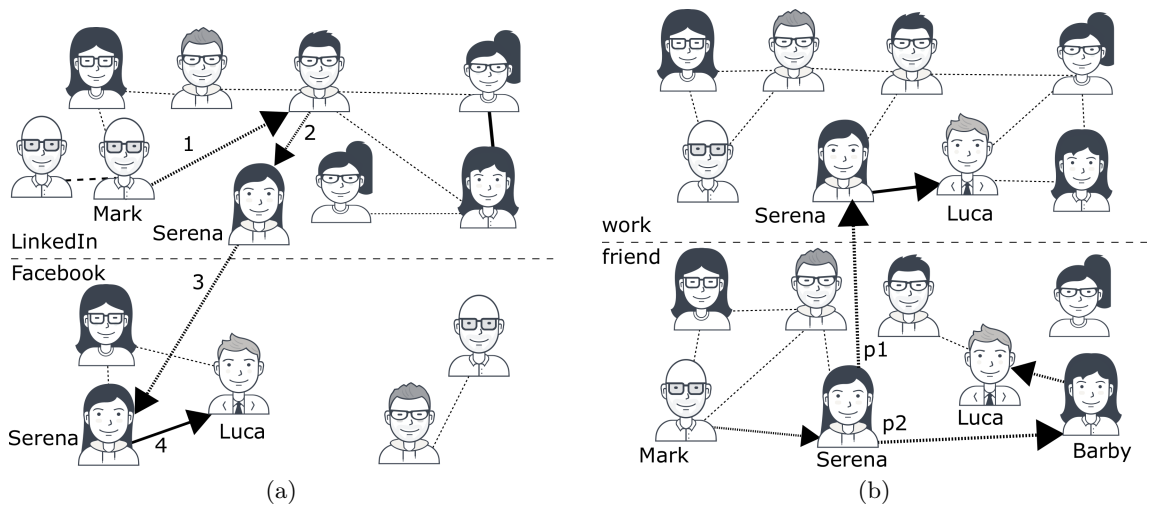 1
2
Mark
Serena
LinkedIn
Facebook
3
Luca
Serena
4
(a)
Serena
Luca
work
friend
p1
p2
Luca
Mark
Serena
Barby
(b)